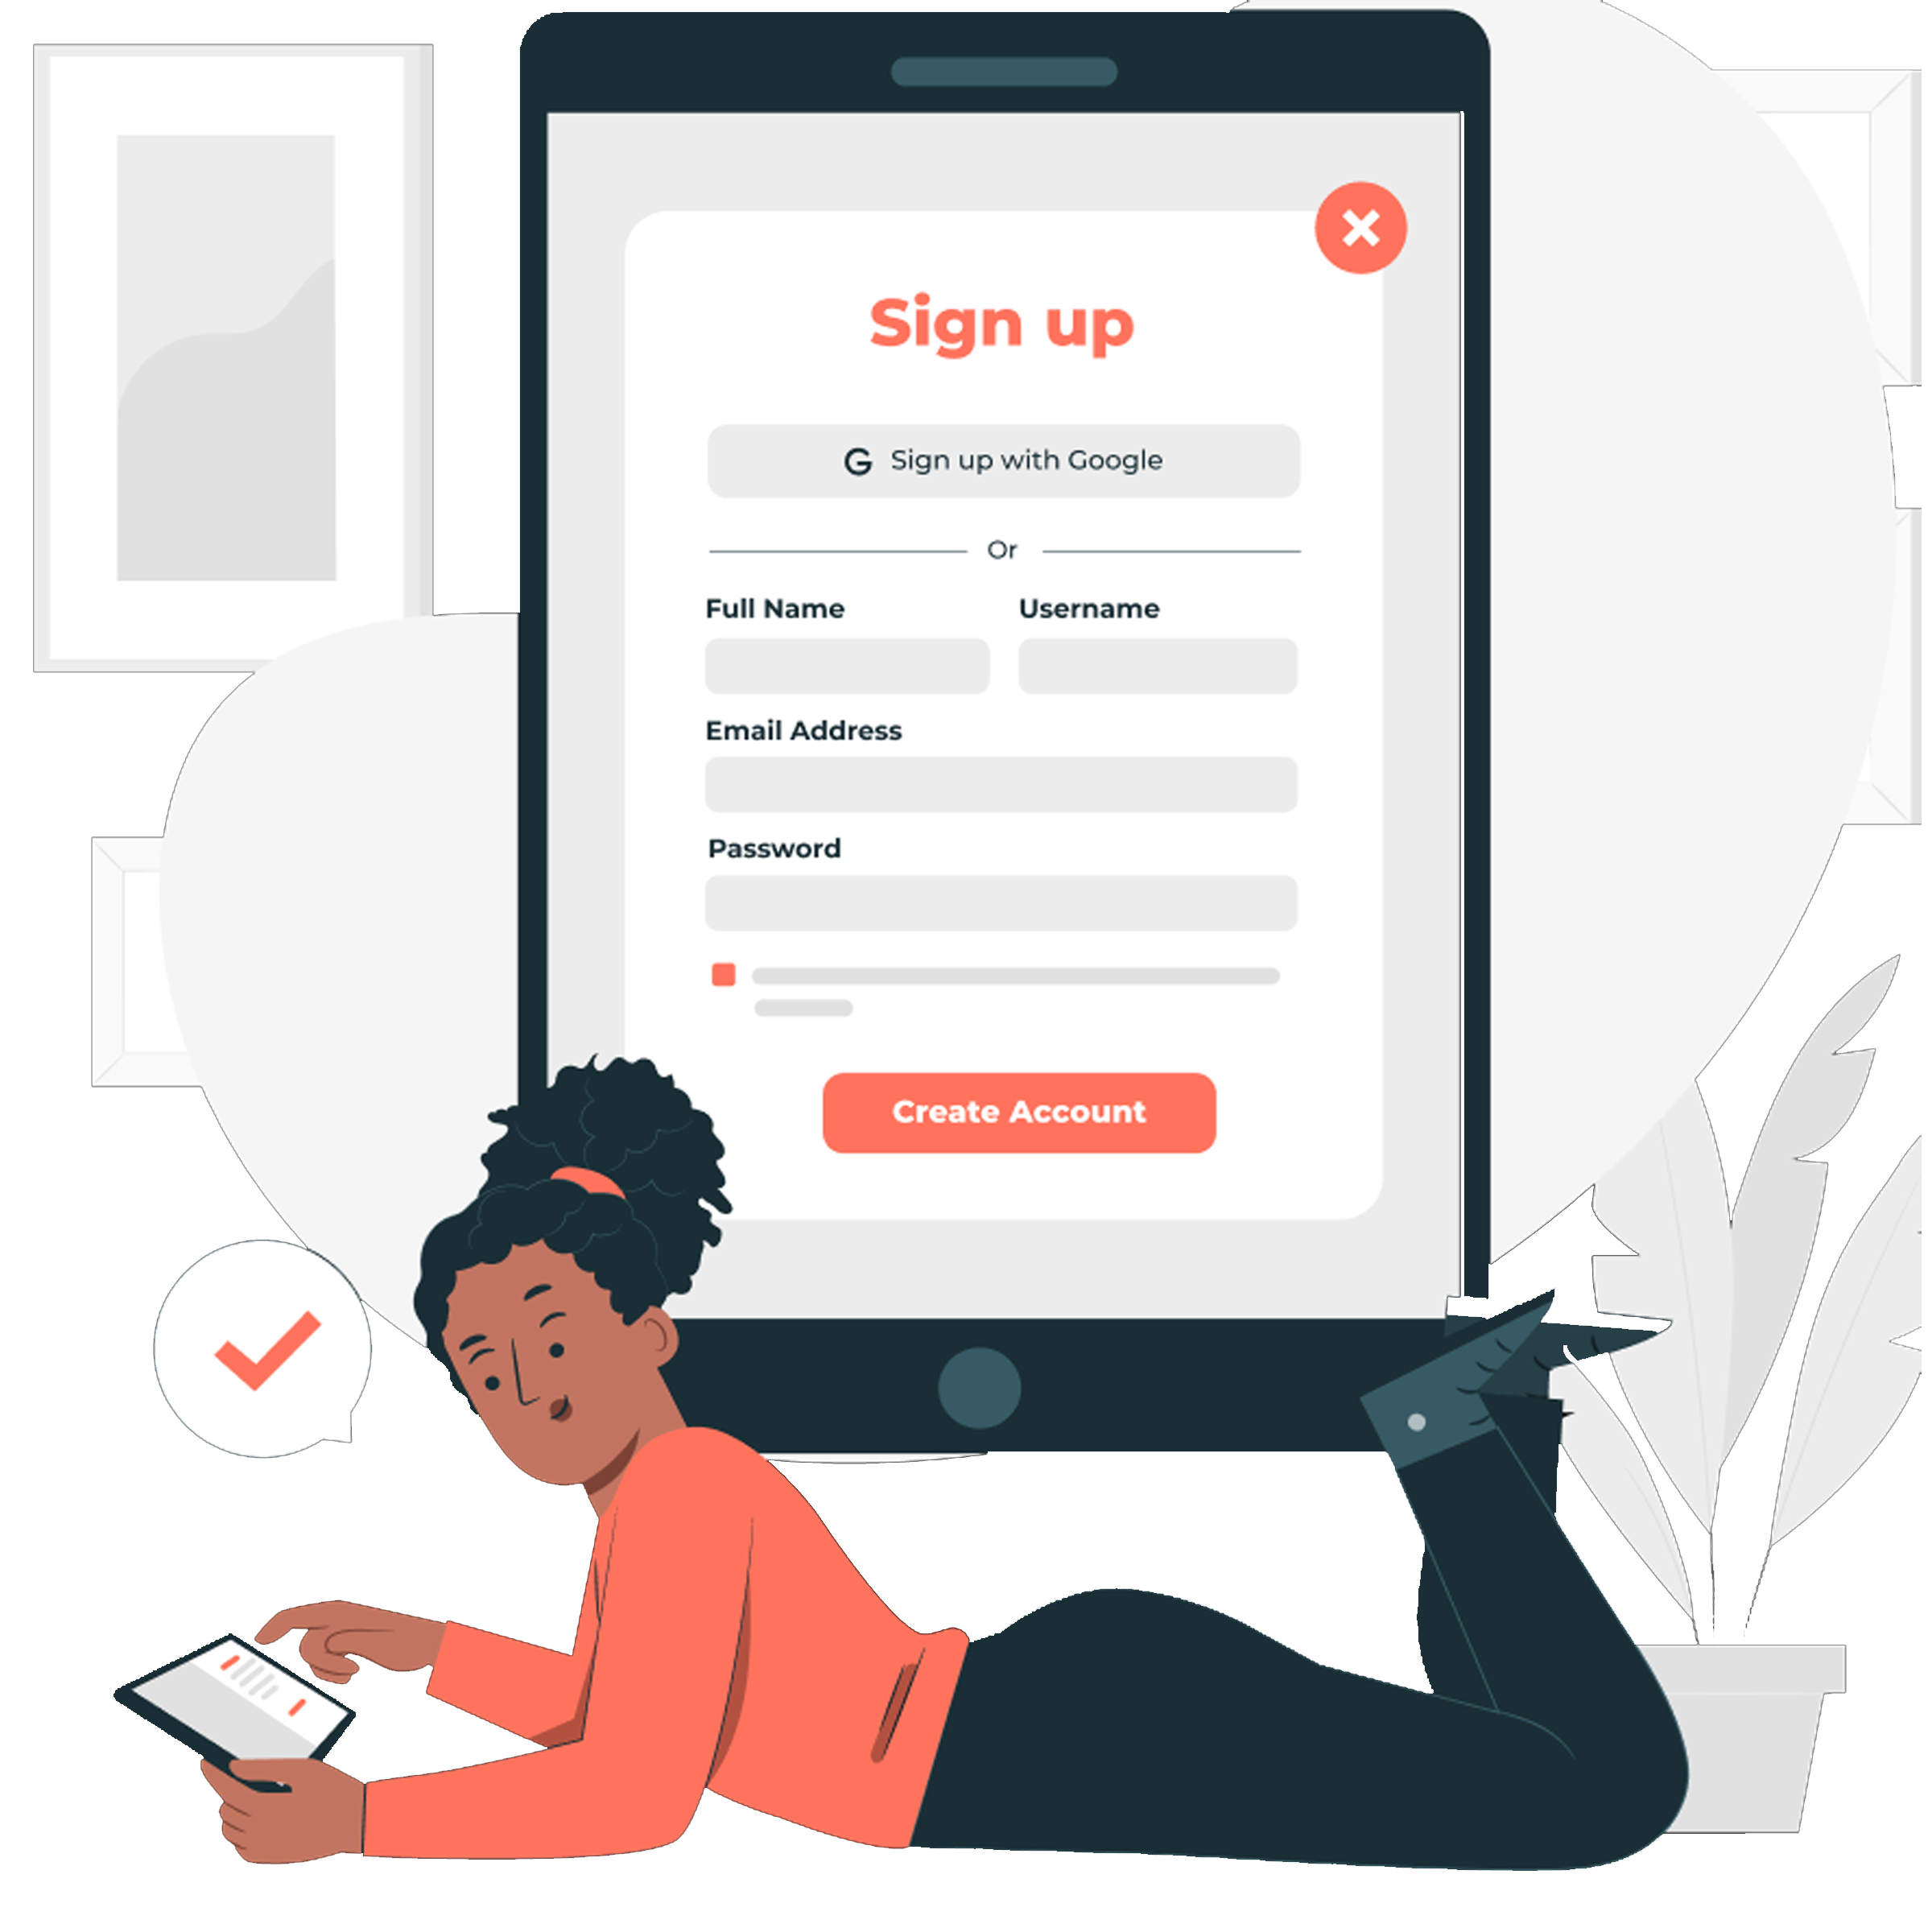 Sign up
G Sign up with Google
Or
Full Name Username
Email Address
Password
Create Account